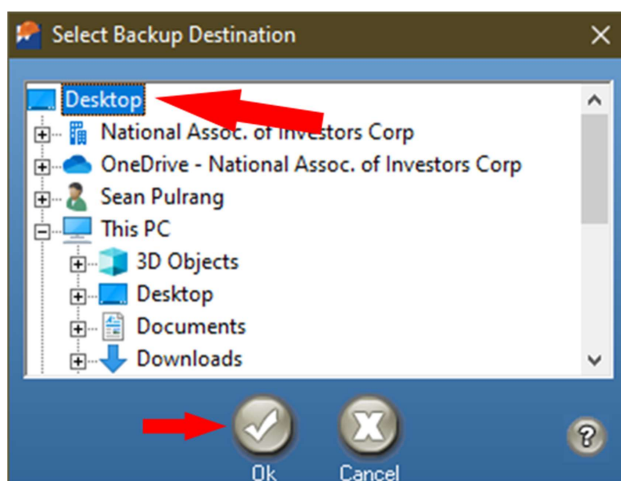 Select Backup Destination
Desktop
National Assoc. of Investors Corp
OneDrive - National Assoc. of Investors Corp
Sean Pulrang
This PC
3D Objects
Desktop
Documents
Downloads
?
Ok Cancel